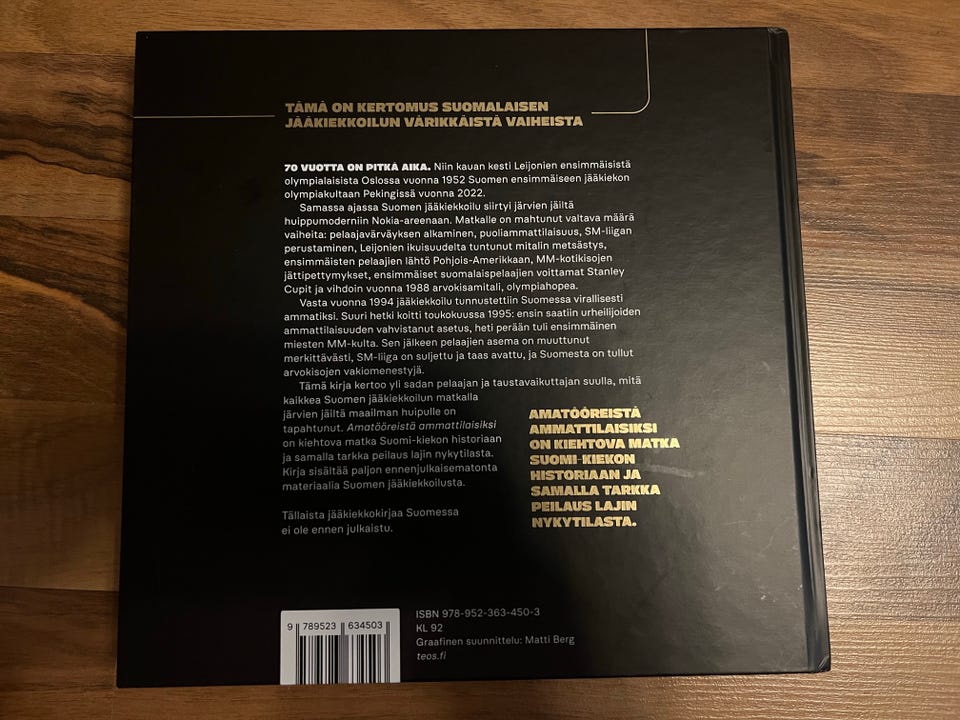 TÄMÄ ON KERTOMUS SUOMALAISEN
JÄÄKIEKKOILUN VÄRIKKÄISTÄ VAIHEISTA
70 VUOTTA ON PITKÄ AIKA. Niin kauan kesti Leijonien ensimmäisistä
olympialaisista Oslossa vuonna 1952 Suomen ensimmäiseen jääkiekon
olympiakultaan Pekingissä vuonna 2022.
Samassa ajassa Suomen jääkiekkoilu siirtyi järvien jäiltä
huippumoderniin Nokia-areenaan. Matkalle on mahtunut valtava määrä
vaiheita: pelaajavärväyksen alkaminen, puoliammattilaisuus, SM-liigan
perustaminen, Leijonien ikuisuudelta tuntunut mitalin metsästys,
ensimmäisten pelaajien lähtö Pohjois-Amerikkaan, MM-kotikisojen
jättipettymykset, ensimmäiset suomalaispelaajien voittamat Stanley
Cupit ja vihdoin vuonna 1988 arvokisamitali, olympiahopea.
Vasta vuonna 1994 jääkiekkoilu tunnustettiin Suomessa virallisesti
ammatiksi. Suuri hetki koitti toukokuussa 1995: ensin saatiin urheilijoiden
ammattilaisuuden vahvistanut asetus, heti perään tuli ensimmäinen
miesten MM-kulta. Sen jälkeen pelaajien asema on muuttunut
merkittävästi, SM-liiga on suljettu ja taas avattu, ja Suomesta on tullut
arvokisojen vakiomenestyjä.
Tämä kirja kertoo yli sadan pelaajan ja taustavaikuttajan suulla, mitä
kaikkea Suomen jääkiekkoilun matkalla
järvien jäiltä maailman huipulle on
tapahtunut. Amatööreistä ammattilaisiksi
on kiehtova matka Suomi-kiekon historiaan
ja samalla tarkka peilaus lajin nykytilasta.
Kirja sisältää paljon ennenjulkaisematonta
materiaalia Suomen jääkiekkoilusta.
Tällaista jääkiekkokirjaa Suomessa
ei ole ennen julkaistu.
AMATÖÖREISTÄ
AMMATTILAISIKSI
ON KIEHTOVA MATKA
SUOMI-KIEKON
HISTORIAAN JA
SAMALLA TARKKA
PEILAUS LAJIN
NYKYTILASTA.
9 789523 634503
ISBN 978-952-363-450-3
KL 92
Graafinen suunnittelu: Matti Berg
teos.fi